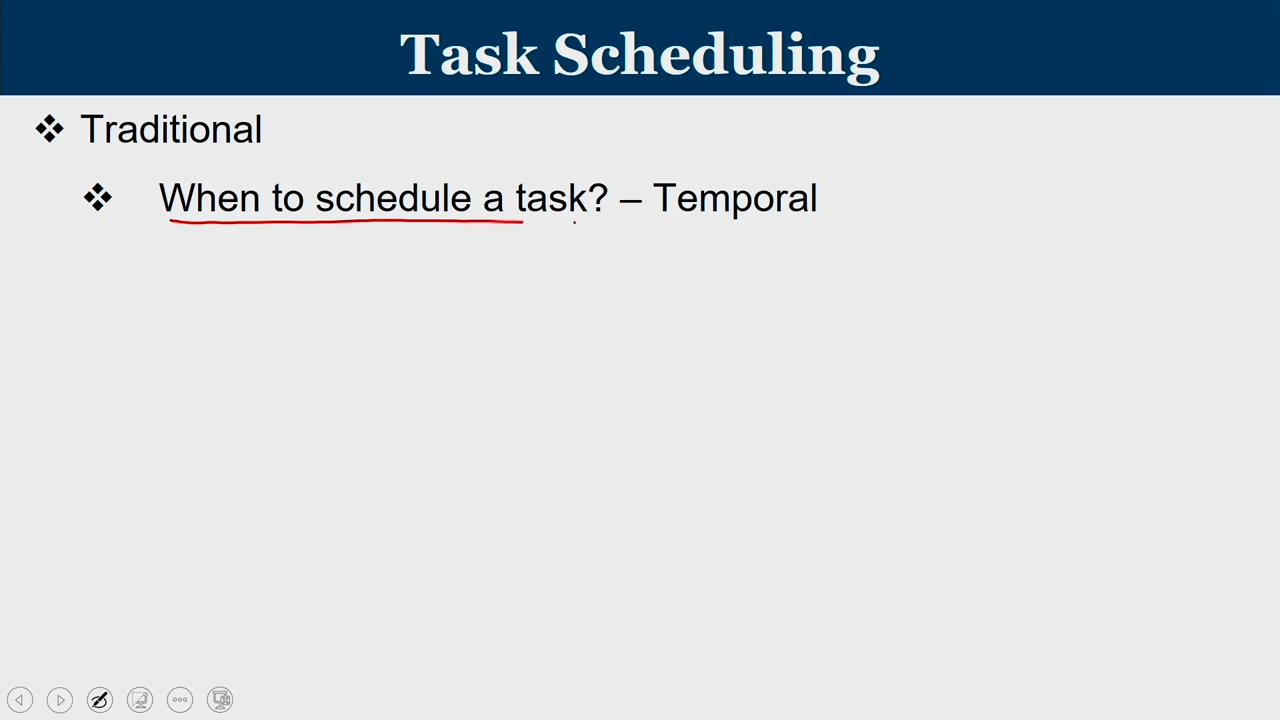 Task Scheduling
❖ Traditional
❖ When to schedule a task? – Temporal